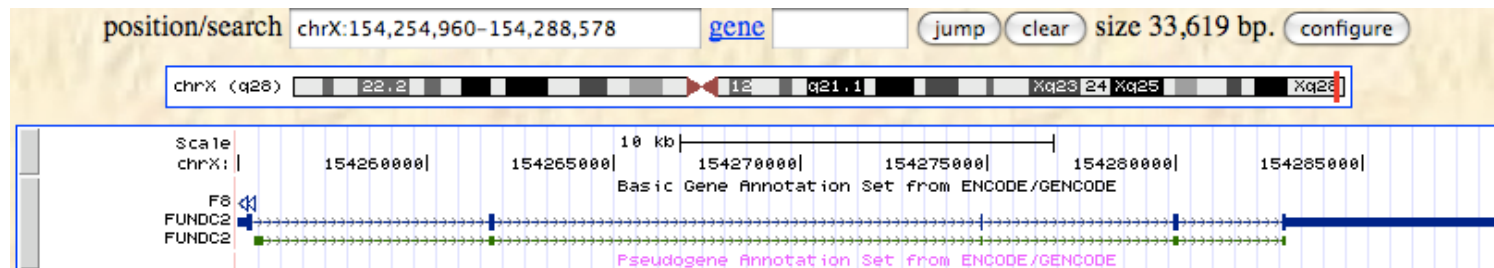 position/search chrX:154,254,960-154,288,578 gene jump clear size 33,619 bp. configure
chrX (q28) 22.2 12 q21.1 Xq23 24 Xq25 Xq28
Scale 10 kb
chrX: 154260000 154265000 154270000 154275000 154280000 154285000
Basic Gene Annotation Set from ENCODE/GENCODE
F8
FUNDC2
FUNDC2
Pseudogene Annotation Set from ENCODE/GENCODE